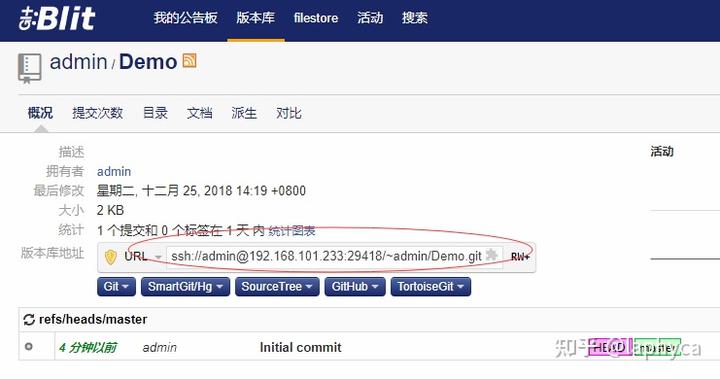 Git:Blit 我的公告板 版本库 filestore 活动 搜索
admin / Demo
概况 提交次数 目录 文档 派生 对比
描述 活动
拥有者 admin
最后修改 星期二, 十二月 25, 2018 14:19 +0800
大小 2 KB
统计 1 个提交和 0 个标签在 1 天 内 统计图表
版本库地址 URL ssh://admin@192.168.101.233:29418/~admin/Demo.git RW+
Git SmartGit/Hg SourceTree GitHub TortoiseGit
refs/heads/master
4 分钟以前 admin Initial commit HEAD master
知乎 @laphyca